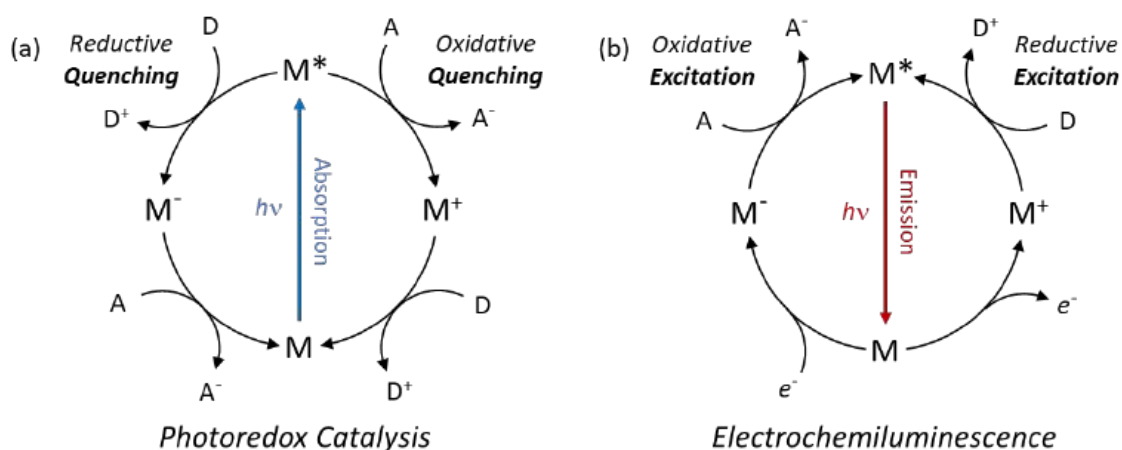 (a)
Reductive
Quenching
D
A
Oxidative
Quenching
M*
D⁺
A⁻
M⁻
hν
Absorption
M⁺
A
D
M
A⁻
D⁺
Photoredox Catalysis
(b)
Oxidative
Excitation
A⁻
D⁺
Reductive
Excitation
M*
A
D
M⁻
hν
Emission
M⁺
e⁻
M
e⁻
Electrochemiluminescence